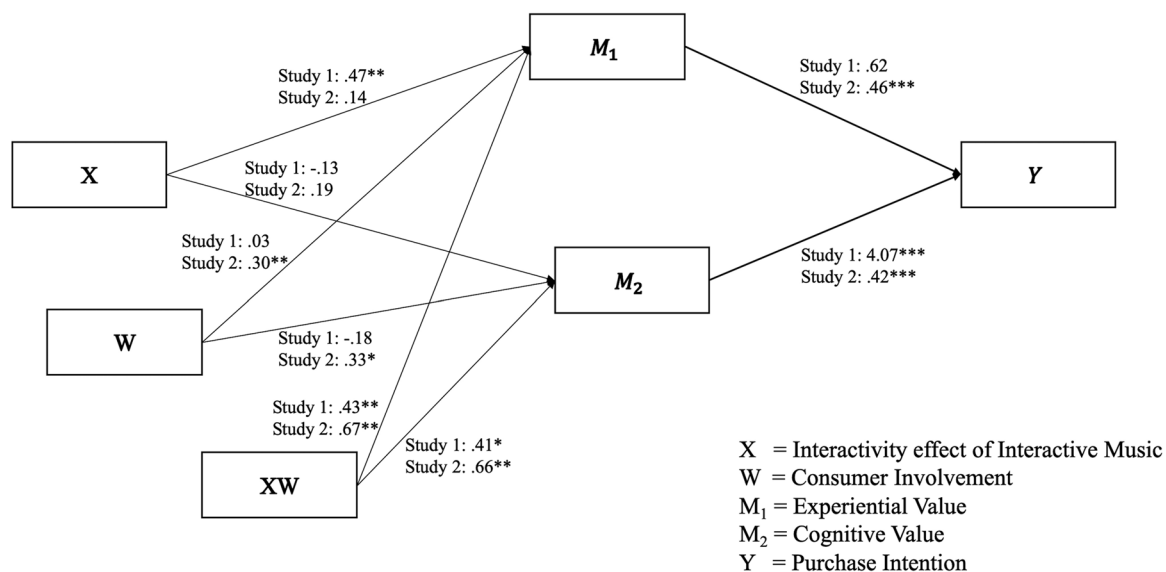 M₁
Study 1: .47**
Study 2: .14
Study 1: .62
Study 2: .46***
X
Study 1: -.13
Study 2: .19
Y
Study 1: .03
Study 2: .30**
M₂
Study 1: 4.07***
Study 2: .42***
W
Study 1: -.18
Study 2: .33*
Study 1: .43**
Study 2: .67**
Study 1: .41*
Study 2: .66**
XW
X = Interactivity effect of Interactive Music
W = Consumer Involvement
M₁ = Experiential Value
M₂ = Cognitive Value
Y = Purchase Intention